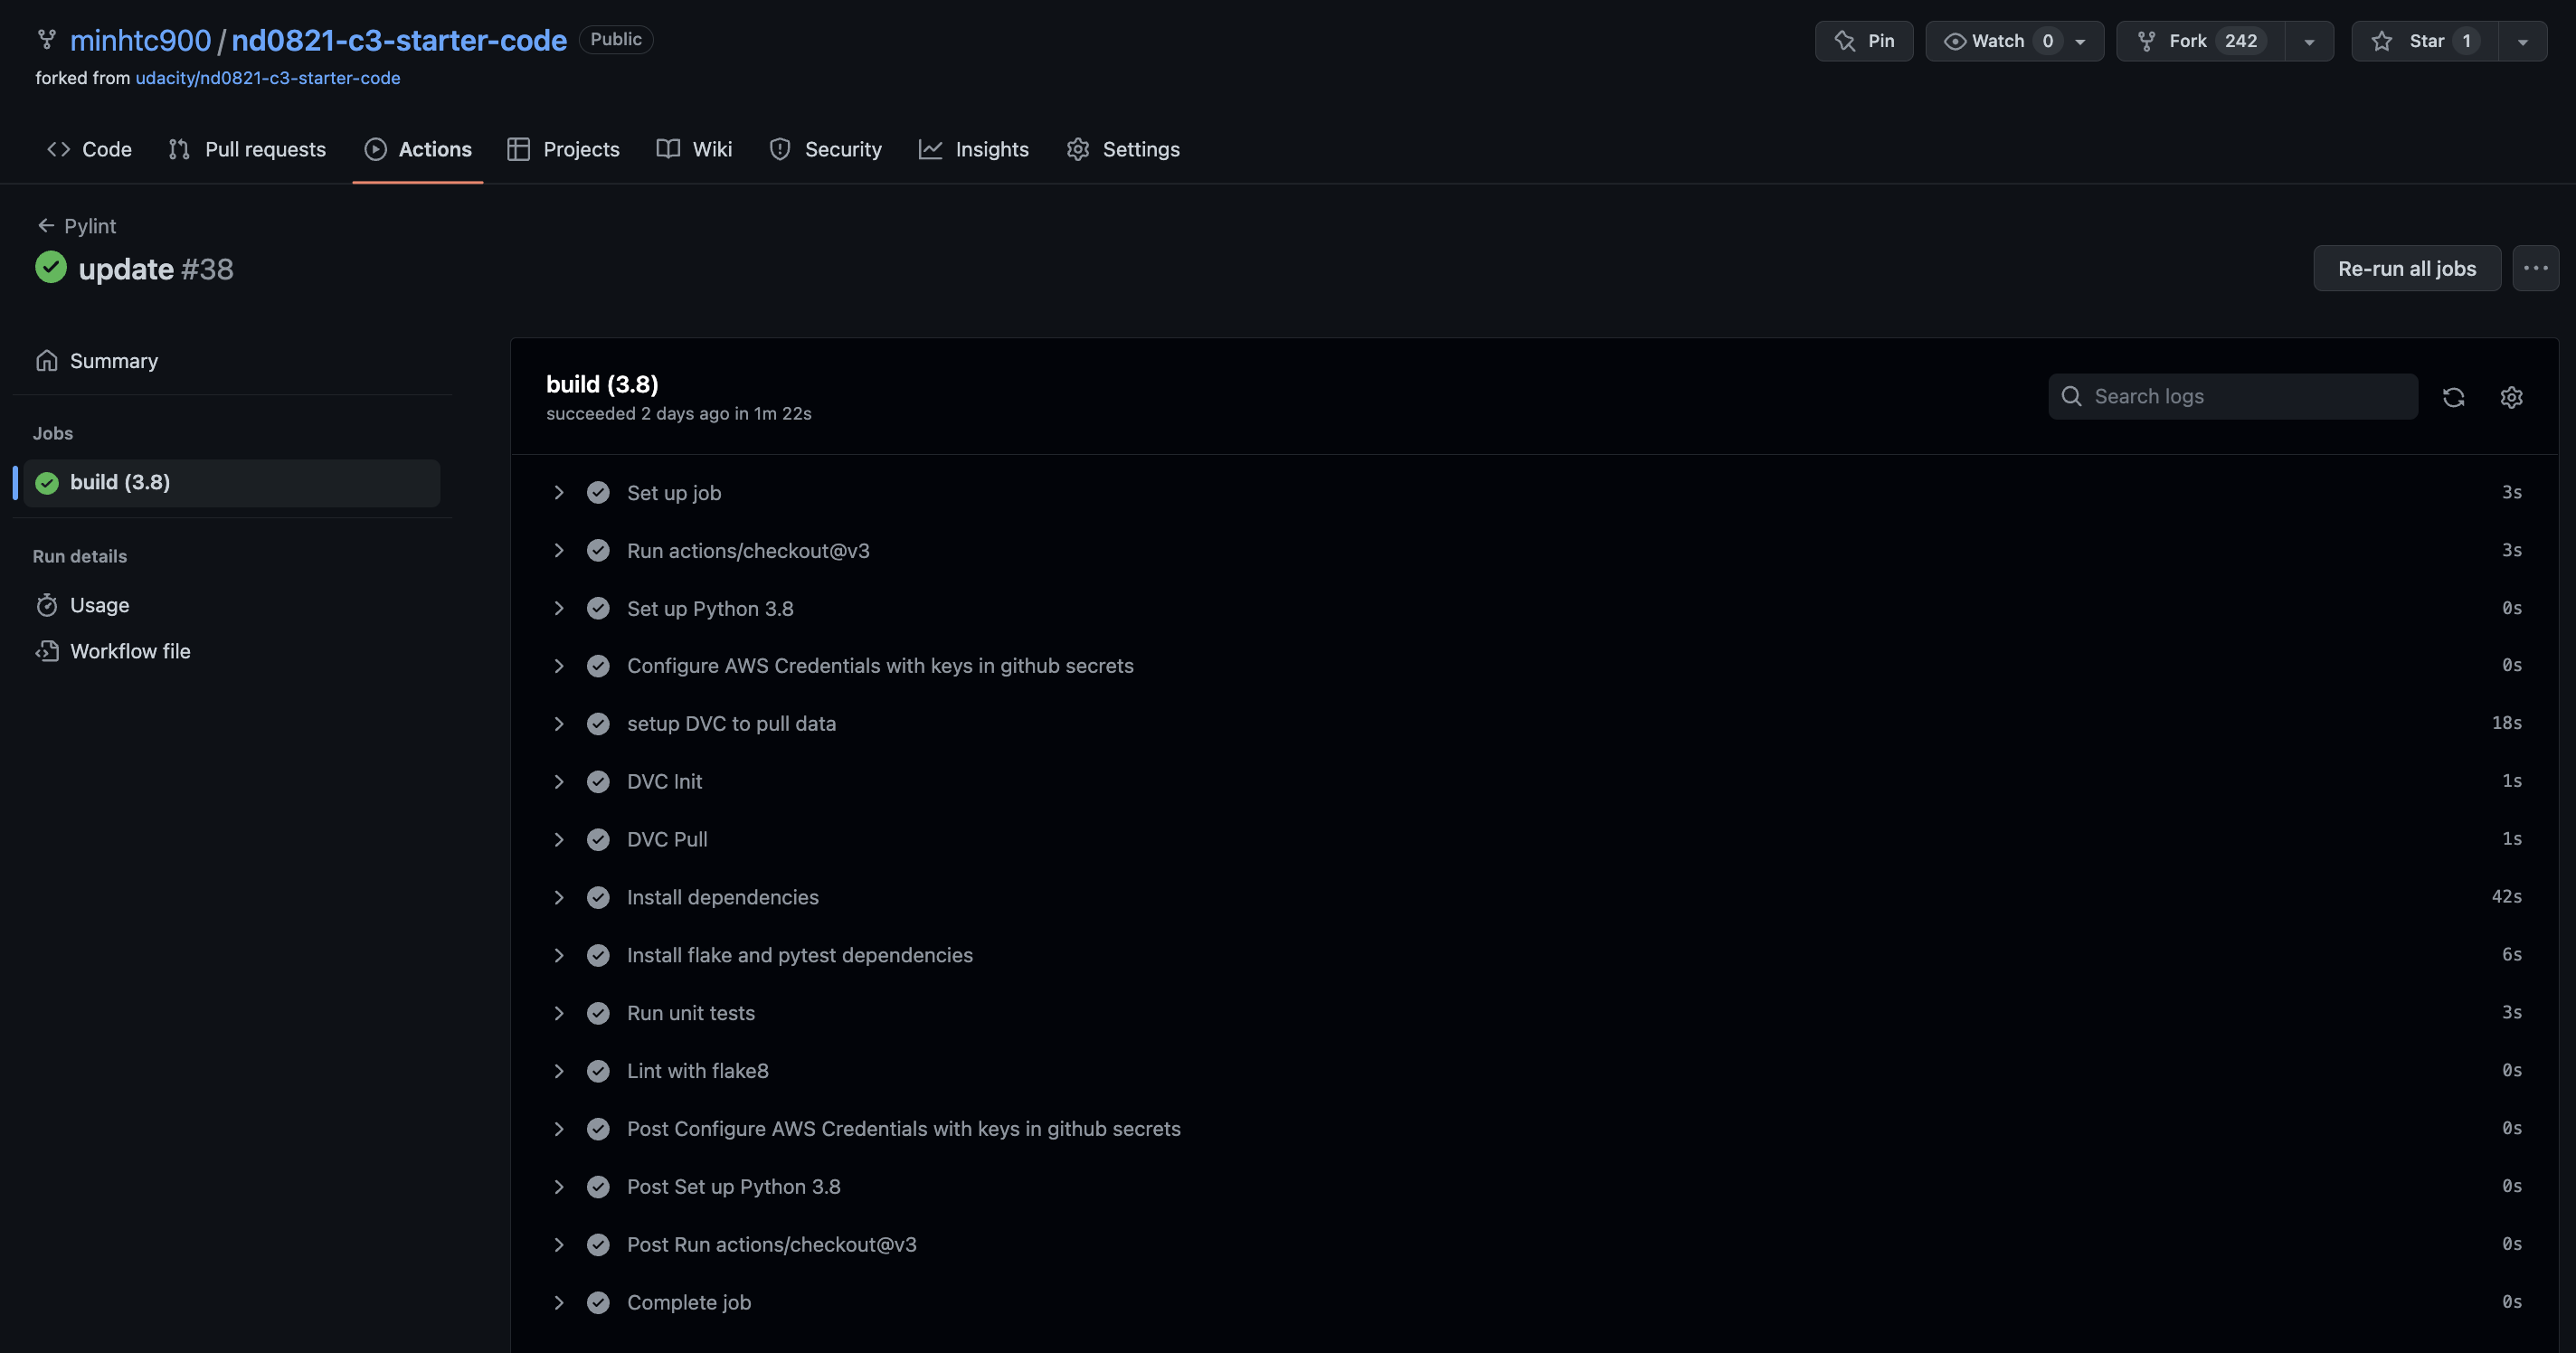 minhtc900 / nd0821-c3-starter-code Public
Pin Watch 0 Fork 242 Star 1
forked from udacity/nd0821-c3-starter-code
Code Pull requests Actions Projects Wiki Security Insights Settings
Pylint
update #38
Re-run all jobs
Summary
Jobs
build (3.8)
Run details
Usage
Workflow file
build (3.8)
succeeded 2 days ago in 1m 22s
Search logs
Set up job 3s
Run actions/checkout@v3 3s
Set up Python 3.8 0s
Configure AWS Credentials with keys in github secrets 0s
setup DVC to pull data 18s
DVC Init 1s
DVC Pull 1s
Install dependencies 42s
Install flake and pytest dependencies 6s
Run unit tests 3s
Lint with flake8 0s
Post Configure AWS Credentials with keys in github secrets 0s
Post Set up Python 3.8 0s
Post Run actions/checkout@v3 0s
Complete job 0s